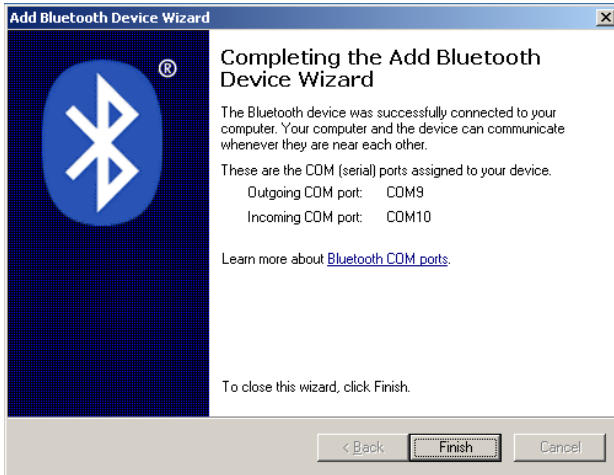 Add Bluetooth Device Wizard
®
Completing the Add Bluetooth
Device Wizard
The Bluetooth device was successfully connected to your
computer. Your computer and the device can communicate
whenever they are near each other.
These are the COM (serial) ports assigned to your device.
Outgoing COM port: COM9
Incoming COM port: COM10
Learn more about Bluetooth COM ports.
To close this wizard, click Finish.
< Back Finish Cancel